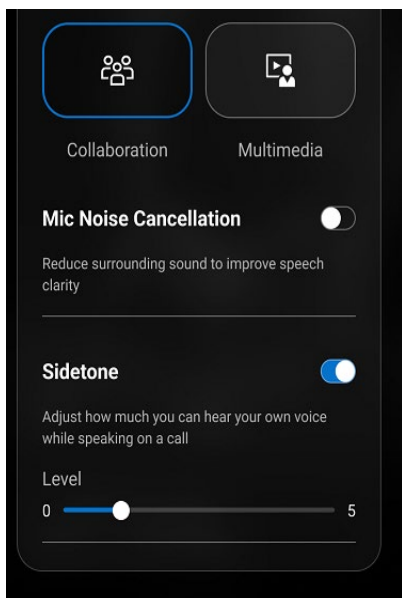 Collaboration Multimedia
Mic Noise Cancellation
Reduce surrounding sound to improve speech
clarity
Sidetone
Adjust how much you can hear your own voice
while speaking on a call
Level
0 5